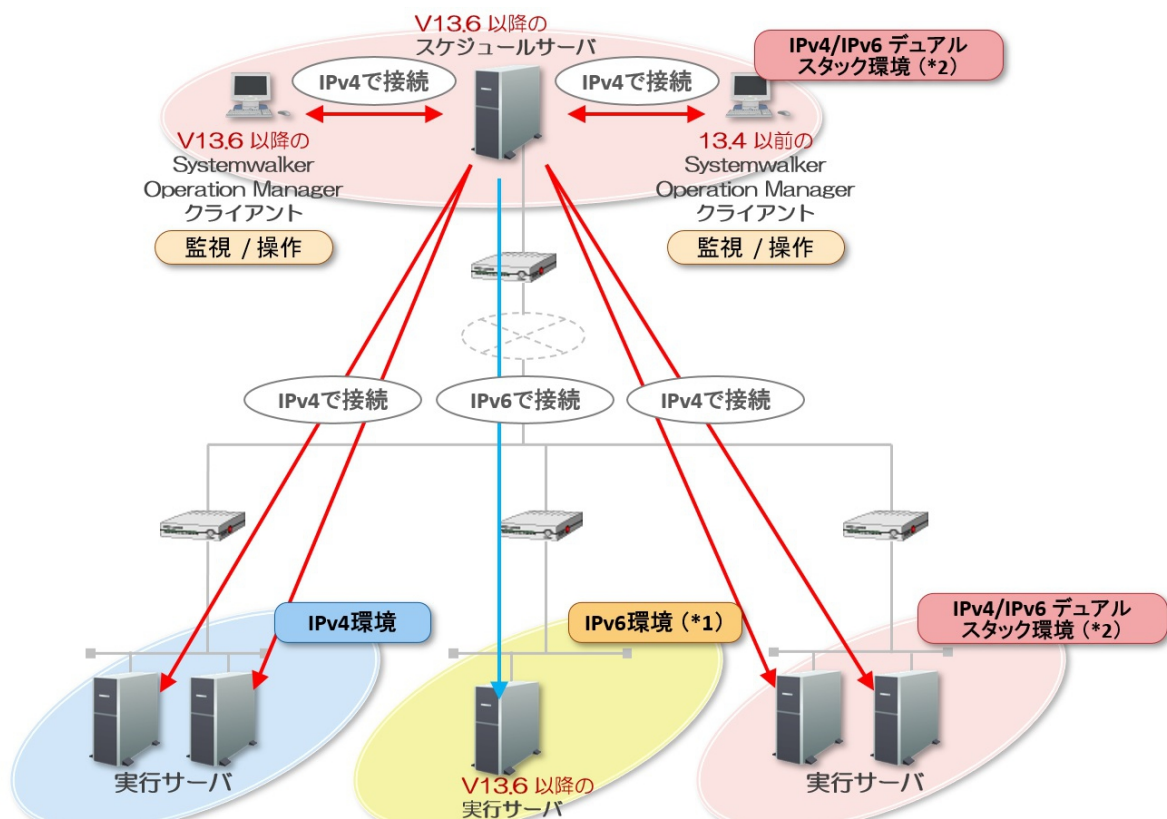 V13.6 以降の
スケジュールサーバ
IPv4/IPv6 デュアル
スタック環境（*2）
IPv4で接続
IPv4で接続
V13.6 以降の
Systemwalker
Operation Manager
クライアント
監視 / 操作
13.4 以前の
Systemwalker
Operation Manager
クライアント
監視 / 操作
IPv4で接続
IPv6で接続
IPv4で接続
IPv4環境
IPv6環境（*1）
IPv4/IPv6 デュアル
スタック環境（*2）
実行サーバ
V13.6 以降の
実行サーバ
実行サーバ